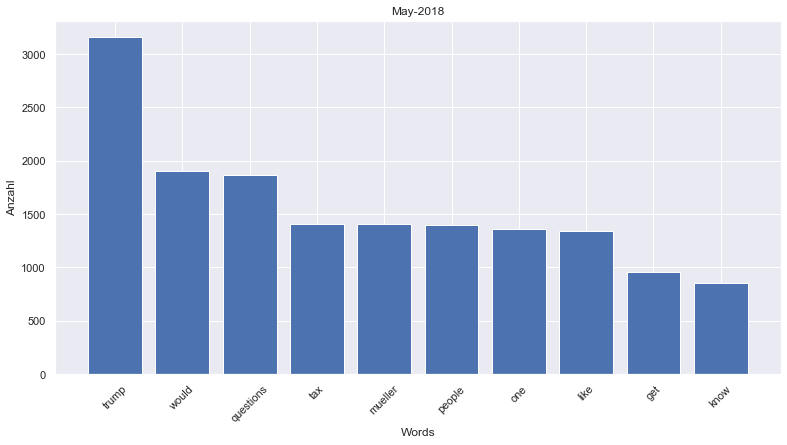 May-2018
Anzahl
3000
2500
2000
1500
1000
500
0
trump
would
questions
tax
mueller
people
one
like
get
know
Words